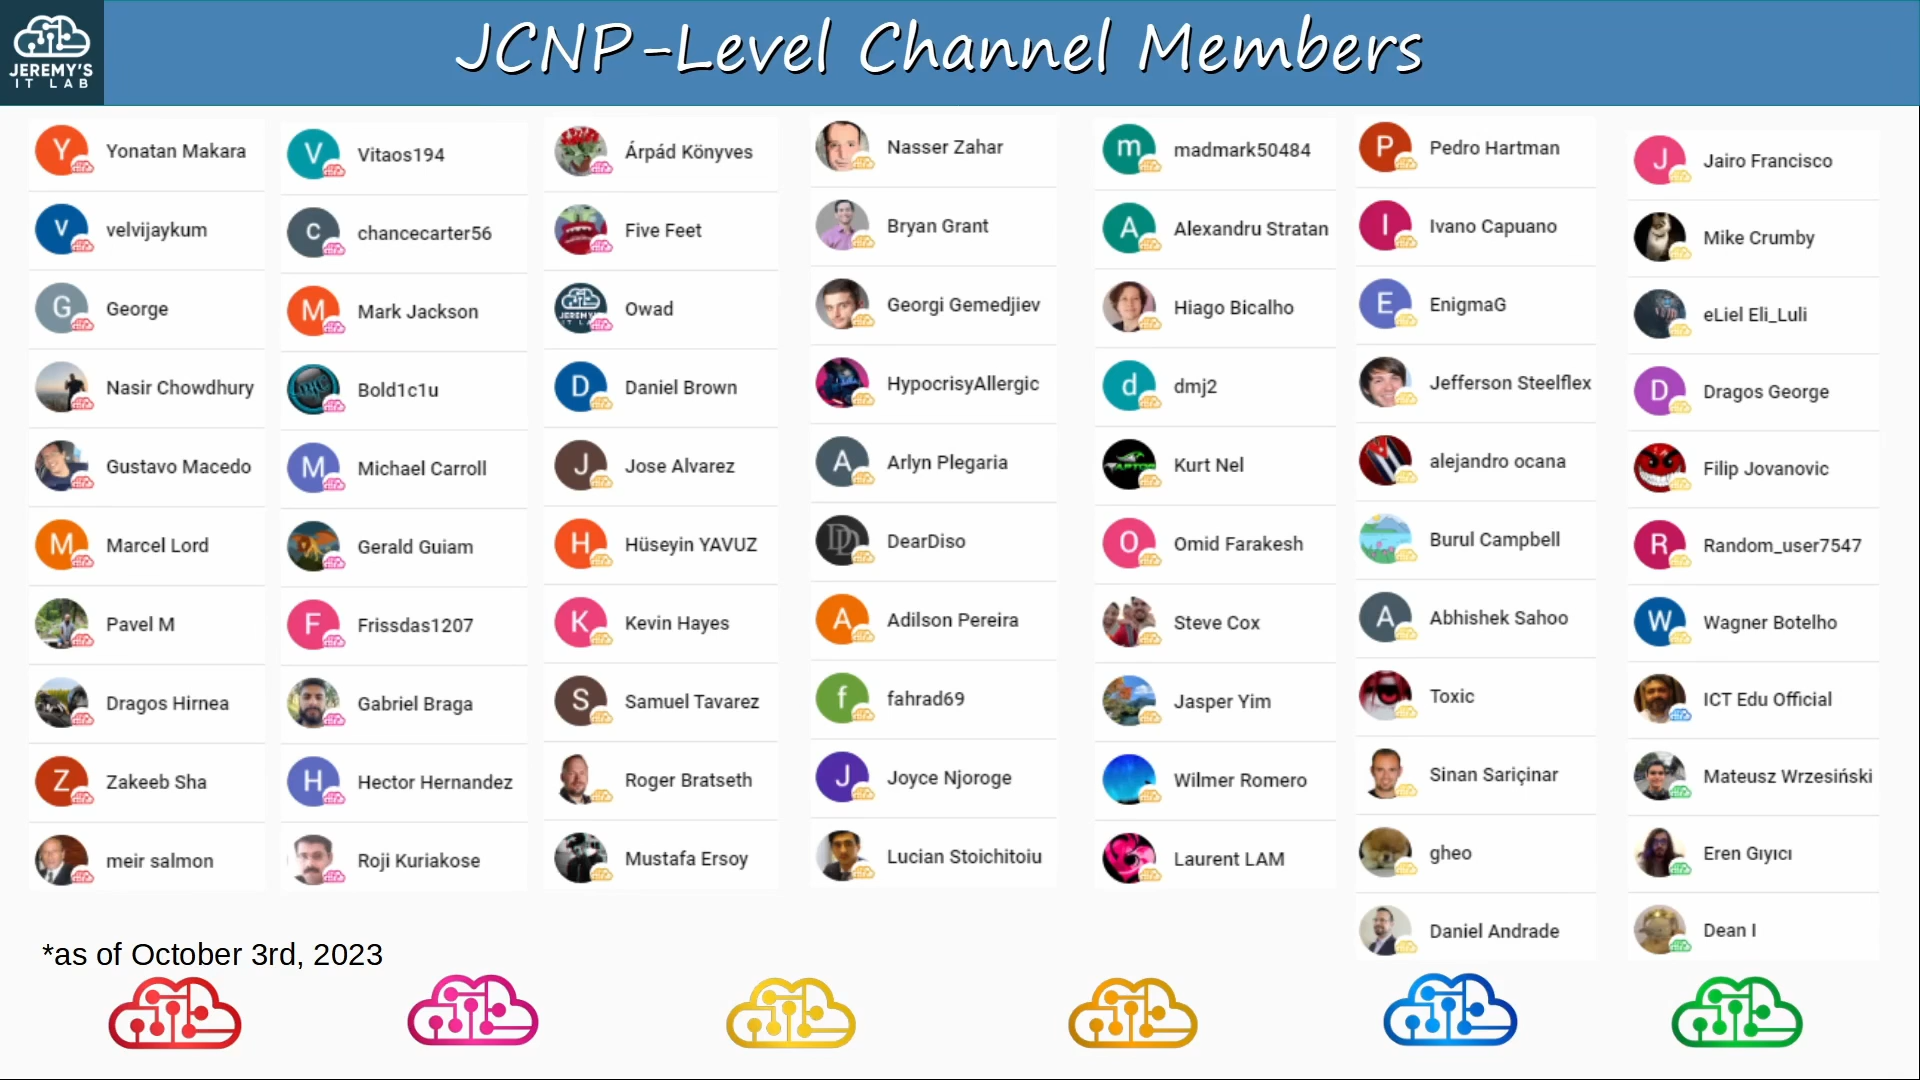 JEREMY'S
IT LAB
JCNP-Level Channel Members
Y Yonatan Makara
v velvijaykum
G George
Nasir Chowdhury
Gustavo Macedo
M Marcel Lord
Pavel M
Dragos Hirnea
Z Zakeeb Sha
meir salmon
V Vitaos194
c chancecarter56
M Mark Jackson
Bold1c1u
M Michael Carroll
Gerald Guiam
F Frissdas1207
Gabriel Braga
H Hector Hernandez
Roji Kuriakose
Árpád Könyves
Five Feet
Owad
D Daniel Brown
J Jose Alvarez
H Hüseyin YAVUZ
K Kevin Hayes
S Samuel Tavarez
Roger Bratseth
Mustafa Ersoy
Nasser Zahar
Bryan Grant
Georgi Gemedjiev
HypocrisyAllergic
A Arlyn Plegaria
DearDiso
A Adilson Pereira
f fahrad69
J Joyce Njoroge
Lucian Stoichitoiu
m madmark50484
A Alexandru Stratan
Hiago Bicalho
d dmj2
Kurt Nel
O Omid Farakesh
Steve Cox
Jasper Yim
Wilmer Romero
Laurent LAM
P Pedro Hartman
I Ivano Capuano
E EnigmaG
Jefferson Steelflex
alejandro ocana
Burul Campbell
A Abhishek Sahoo
Toxic
Sinan Sariçinar
gheo
Daniel Andrade
J Jairo Francisco
Mike Crumby
eLiel Eli_Luli
D Dragos George
Filip Jovanovic
R Random_user7547
W Wagner Botelho
ICT Edu Official
Mateusz Wrzesiński
Eren Gıyıcı
Dean I
*as of October 3rd, 2023